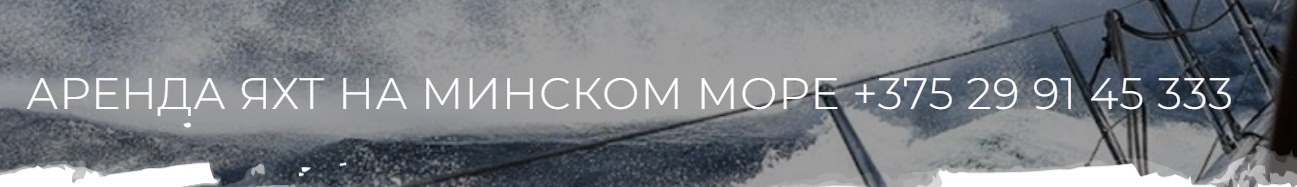 АРЕНДА ЯХТ НА МИНСКОМ МОРЕ +375 29 91 45 333